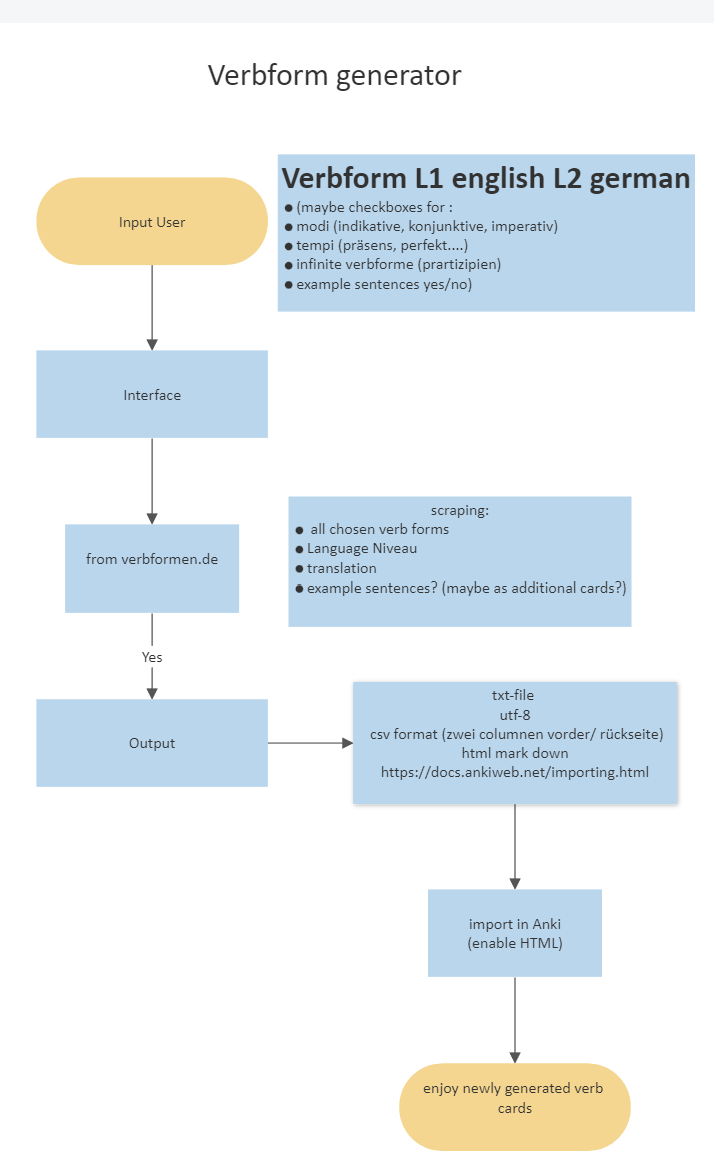 Verbform generator
Input User
Verbform L1 english L2 german
● (maybe checkboxes for :
● modi (indikative, konjunktive, imperativ)
● tempi (präsens, perfekt....)
● infinite verbforme (prartizipien)
● example sentences yes/no)
Interface
from verbformen.de
scraping:
● all chosen verb forms
● Language Niveau
● translation
● example sentences? (maybe as additional cards?)
Yes
Output
txt-file
utf-8
csv format (zwei columnen vorder/ rückseite)
html mark down
https://docs.ankiweb.net/importing.html
import in Anki
(enable HTML)
enjoy newly generated verb
cards